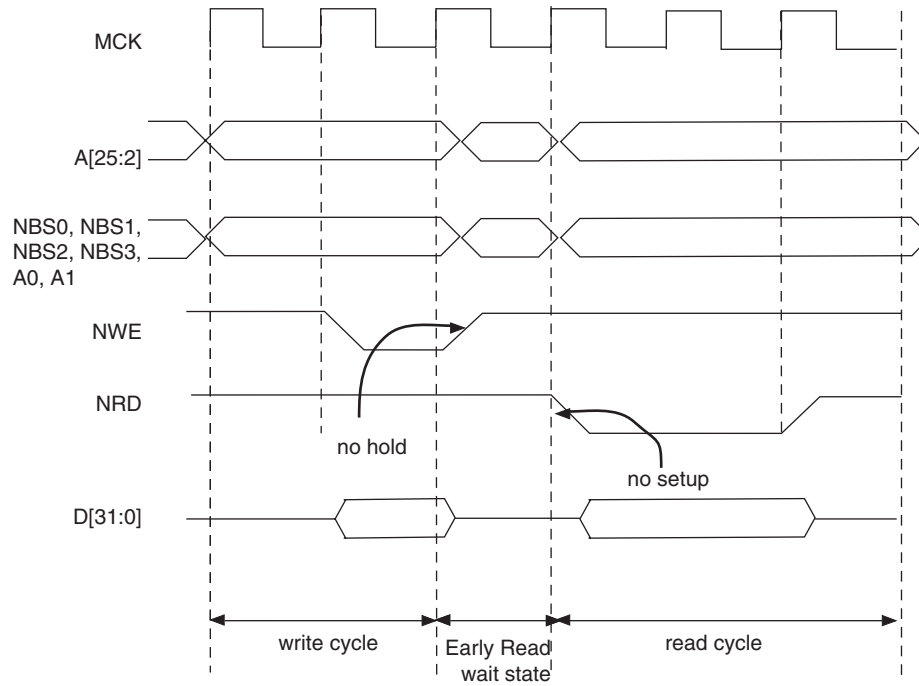 MCK
A[25:2]
NBS0, NBS1,
NBS2, NBS3,
A0, A1
NWE
NRD
no hold
no setup
D[31:0]
write cycle
Early Read
wait state
read cycle